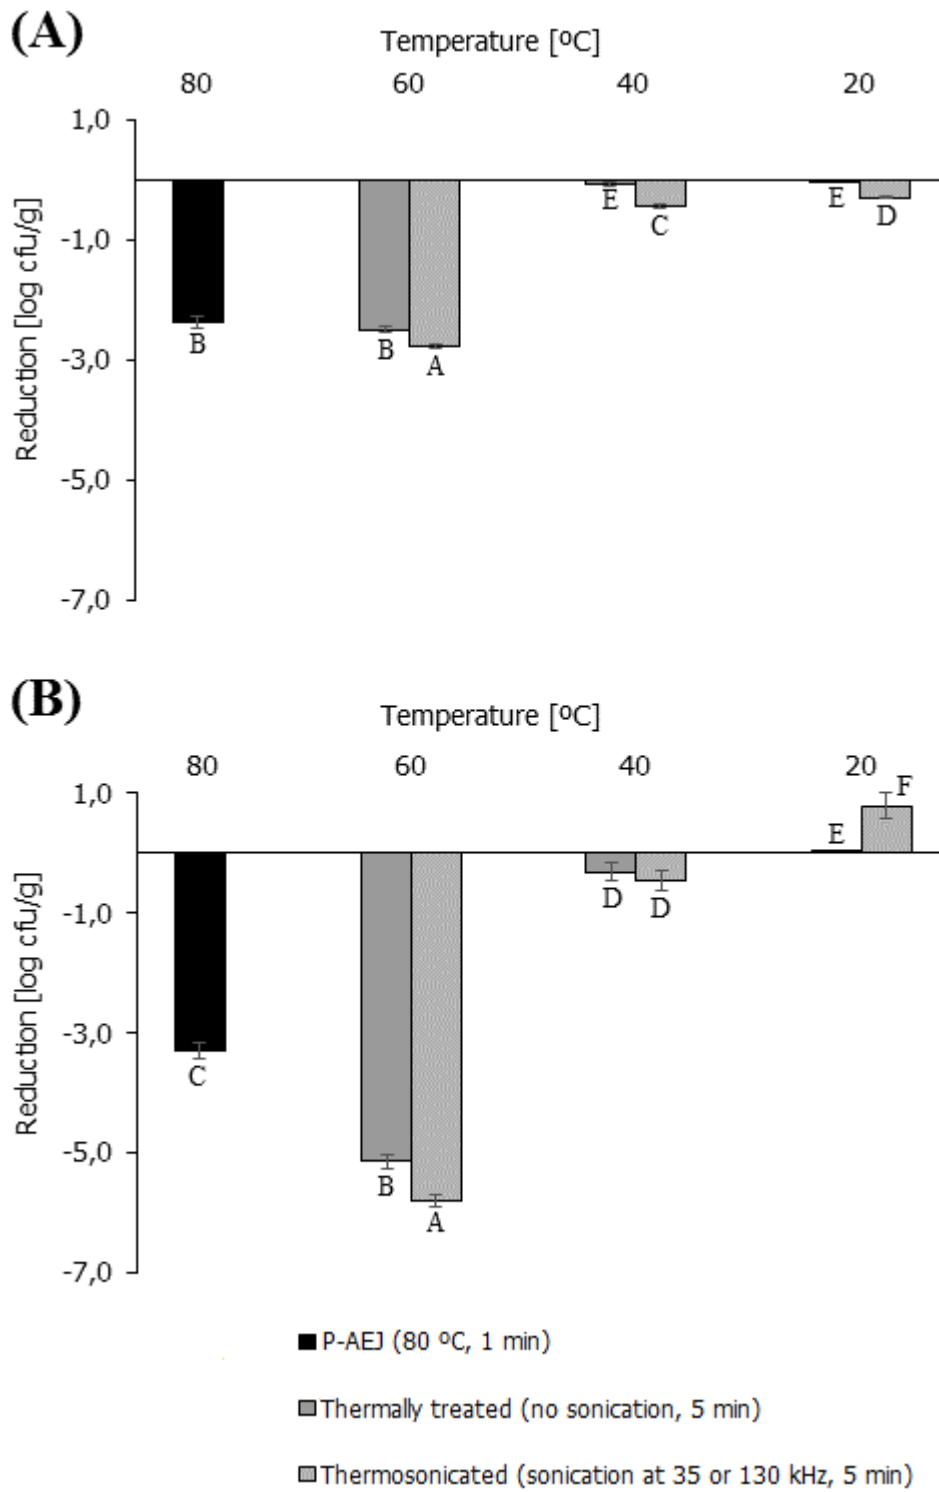 (A)
Temperature [ºC]
80 60 40 20
1,0
-1,0
-3,0
-5,0
-7,0
Reduction [log cfu/g]
B B A E C E D
(B)
Temperature [ºC]
80 60 40 20
1,0
-1,0
-3,0
-5,0
-7,0
Reduction [log cfu/g]
C B A D D E F
P-AEJ (80 ºC, 1 min)
Thermally treated (no sonication, 5 min)
Thermosonicated (sonication at 35 or 130 kHz, 5 min)